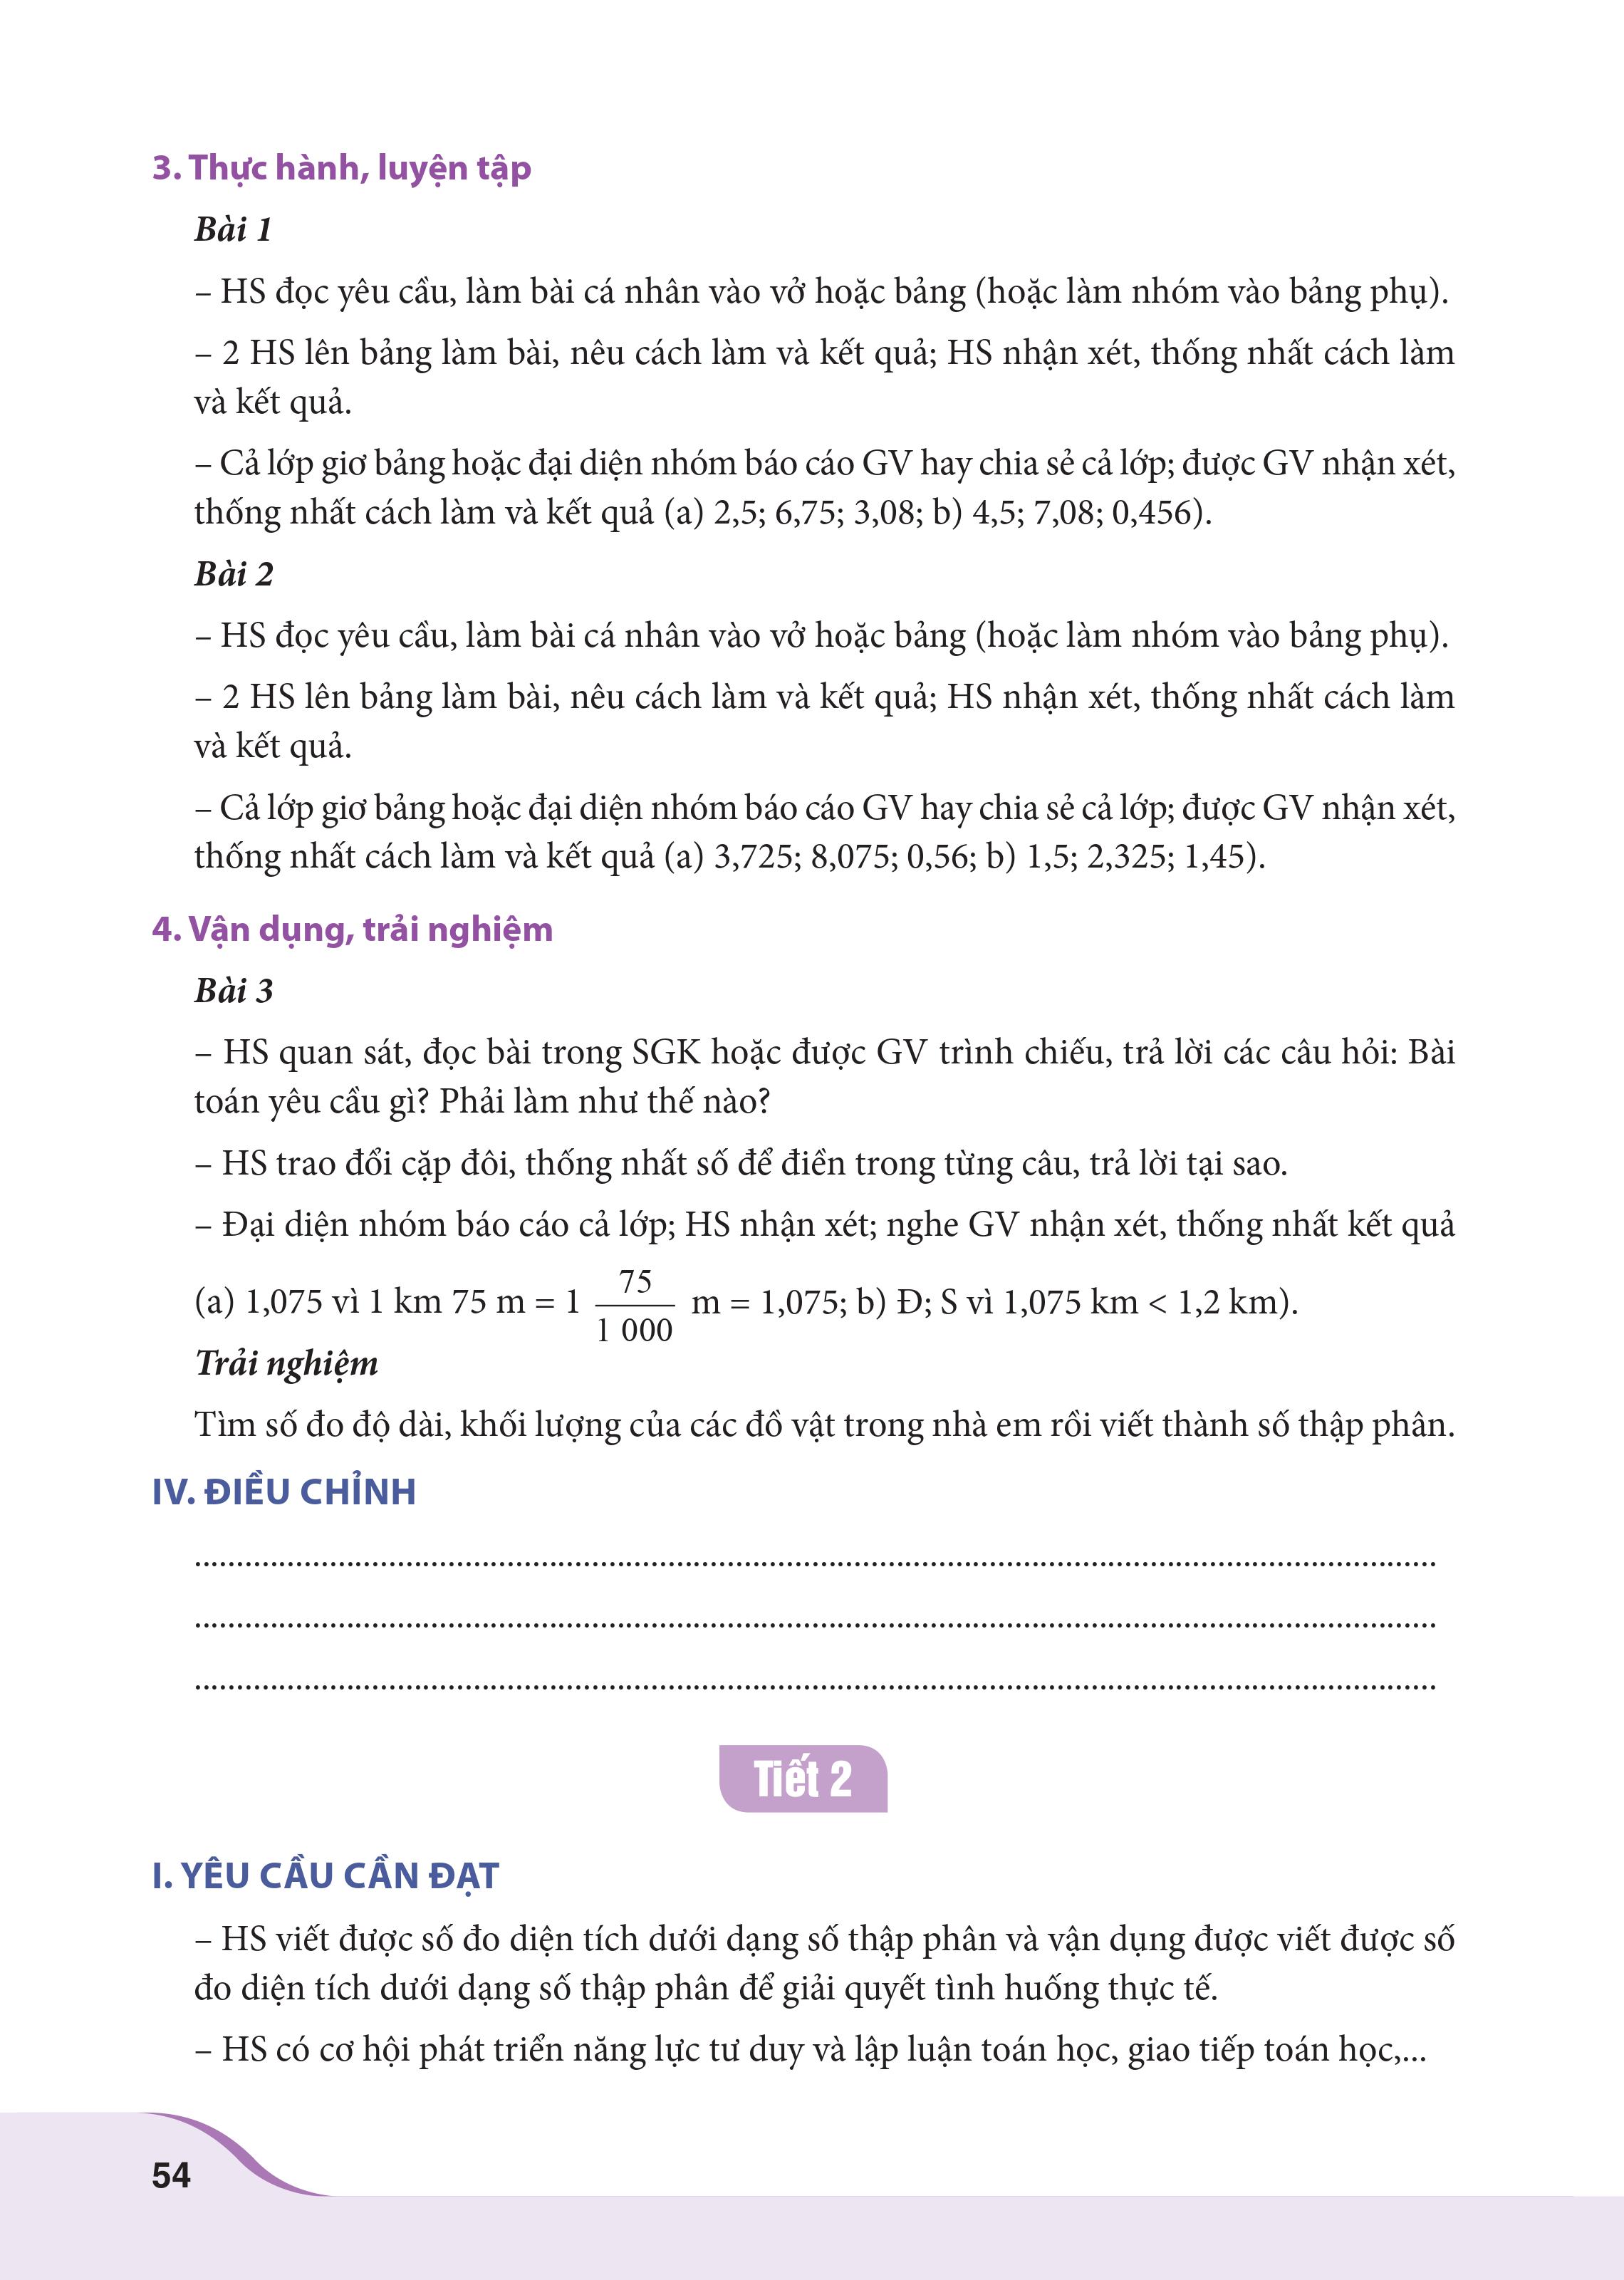 3. Thực hành, luyện tập
Bài 1
– HS đọc yêu cầu, làm bài cá nhân vào vở hoặc bảng (hoặc làm nhóm vào bảng phụ).
– 2 HS lên bảng làm bài, nêu cách làm và kết quả; HS nhận xét, thống nhất cách làm
và kết quả.
– Cả lớp giơ bảng hoặc đại diện nhóm báo cáo GV hay chia sẻ cả lớp; được GV nhận xét,
thống nhất cách làm và kết quả (a) 2,5; 6,75; 3,08; b) 4,5; 7,08; 0,456).
Bài 2
– HS đọc yêu cầu, làm bài cá nhân vào vở hoặc bảng (hoặc làm nhóm vào bảng phụ).
– 2 HS lên bảng làm bài, nêu cách làm và kết quả; HS nhận xét, thống nhất cách làm
và kết quả.
– Cả lớp giơ bảng hoặc đại diện nhóm báo cáo GV hay chia sẻ cả lớp; được GV nhận xét,
thống nhất cách làm và kết quả (a) 3,725; 8,075; 0,56; b) 1,5; 2,325; 1,45).
4. Vận dụng, trải nghiệm
Bài 3
– HS quan sát, đọc bài trong SGK hoặc được GV trình chiếu, trả lời các câu hỏi: Bài
toán yêu cầu gì? Phải làm như thế nào?
– HS trao đổi cặp đôi, thống nhất số để điền trong từng câu, trả lời tại sao.
– Đại diện nhóm báo cáo cả lớp; HS nhận xét; nghe GV nhận xét, thống nhất kết quả
(a) 1,075 vì 1 km 75 m = 1 75/1 000 m = 1,075; b) Đ; S vì 1,075 km < 1,2 km).
Trải nghiệm
Tìm số đo độ dài, khối lượng của các đồ vật trong nhà em rồi viết thành số thập phân.
IV. ĐIỀU CHỈNH
Tiết 2
I. YÊU CẦU CẦN ĐẠT
– HS viết được số đo diện tích dưới dạng số thập phân và vận dụng được viết được số
đo diện tích dưới dạng số thập phân để giải quyết tình huống thực tế.
– HS có cơ hội phát triển năng lực tư duy và lập luận toán học, giao tiếp toán học,...
54